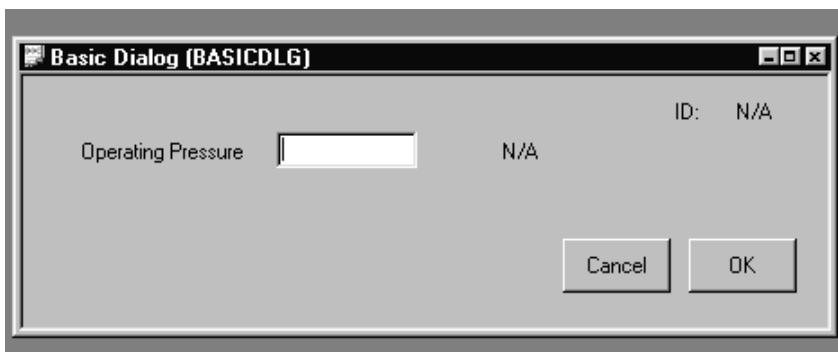 Basic Dialog (BASICDLG)
ID: N/A
Operating Pressure N/A
Cancel OK